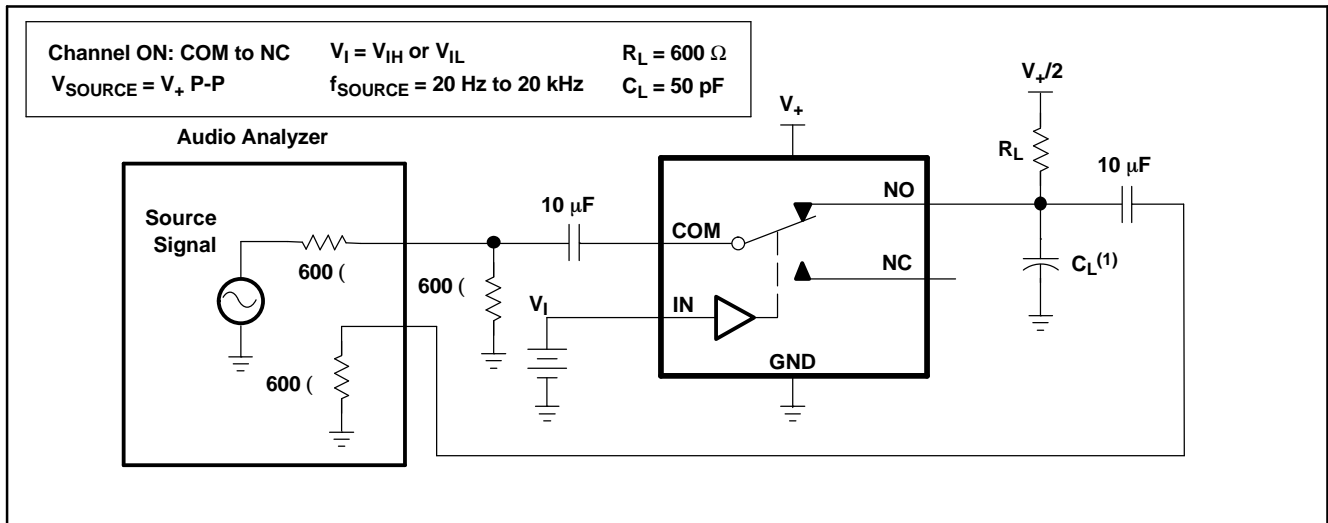 Channel ON: COM to NC V_I = V_IH or V_IL R_L = 600 Ω
V_SOURCE = V_+ P-P f_SOURCE = 20 Hz to 20 kHz C_L = 50 pF
Audio Analyzer
Source
Signal
600 (
600 (
600 (
10 μF
V_I
V_+
COM
IN
NO
NC
GND
V_+/2
R_L
10 μF
C_L(1)